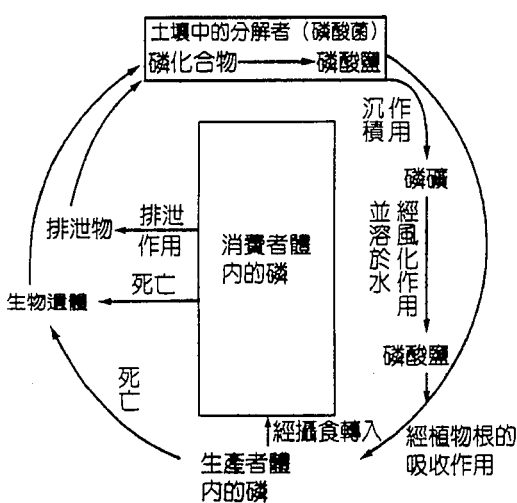 土壤中的分解者（磷酸菌）
磷化合物 磷酸鹽
沉積作用
磷礦
經風化作用
並溶於水
磷酸鹽
經植物根的
吸收作用
消費者體
內的磷
排泄
作用
排泄物
死亡
生物遺體
死亡
經攝食轉入
生產者體
內的磷